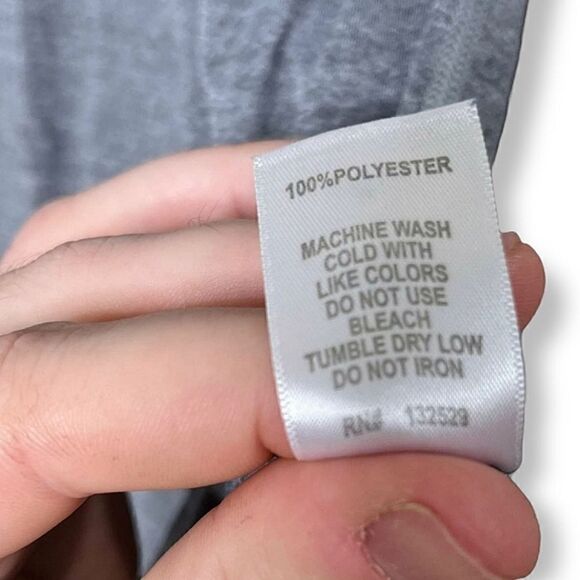 100%POLYESTER
MACHINE WASH
COLD WITH
LIKE COLORS
DO NOT USE
BLEACH
TUMBLE DRY LOW
DO NOT IRON
RN# 132529